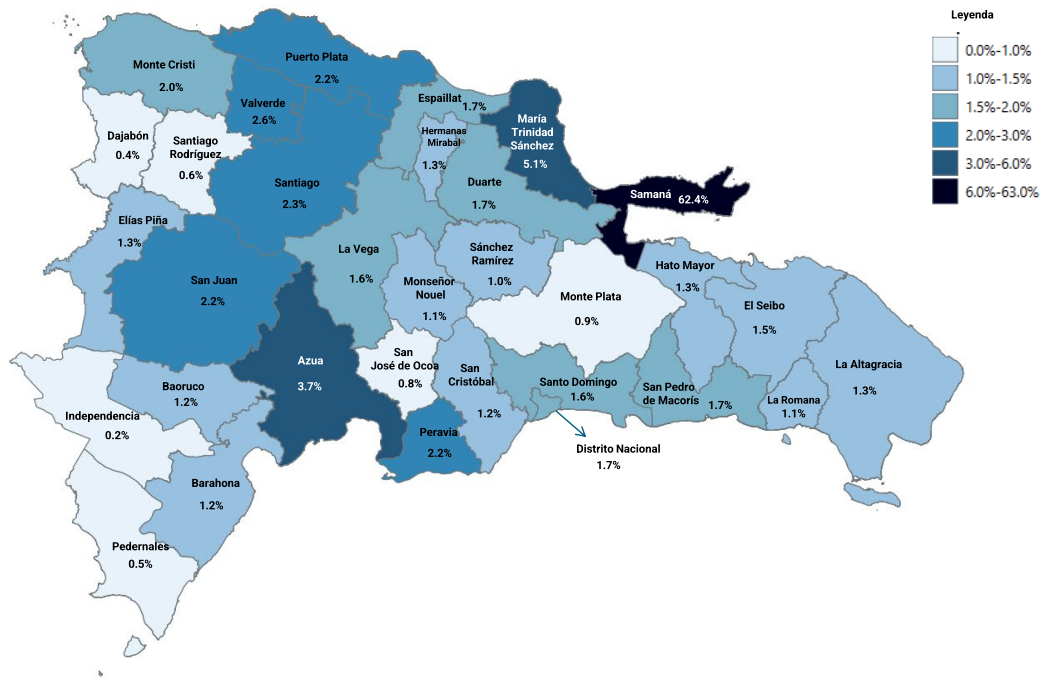 Leyenda
0.0%-1.0%
1.0%-1.5%
1.5%-2.0%
2.0%-3.0%
3.0%-6.0%
6.0%-63.0%
Monte Cristi
2.0%
Puerto Plata
2.2%
Valverde
2.6%
Espaillat 1.7%
María
Trinidad
Sánchez
5.1%
Hermanas
Mirabal
1.3%
Dajabón
0.4%
Santiago
Rodríguez
0.6%
Santiago
2.3%
Duarte
1.7%
Samaná 62.4%
Elías Piña
1.3%
San Juan
2.2%
La Vega
1.6%
Sánchez
Ramírez
1.0%
Monseñor
Nouel
1.1%
Monte Plata
0.9%
Hato Mayor
1.3%
El Seibo
1.5%
La Altagracia
1.3%
Azua
3.7%
San
José de Ocoa
0.8%
San
Cristóbal
1.2%
Santo Domingo
1.6%
San Pedro
de Macorís
1.7%
La Romana
1.1%
Baoruco
1.2%
Independencia
0.2%
Peravia
2.2%
Distrito Nacional
1.7%
Barahona
1.2%
Pedernales
0.5%